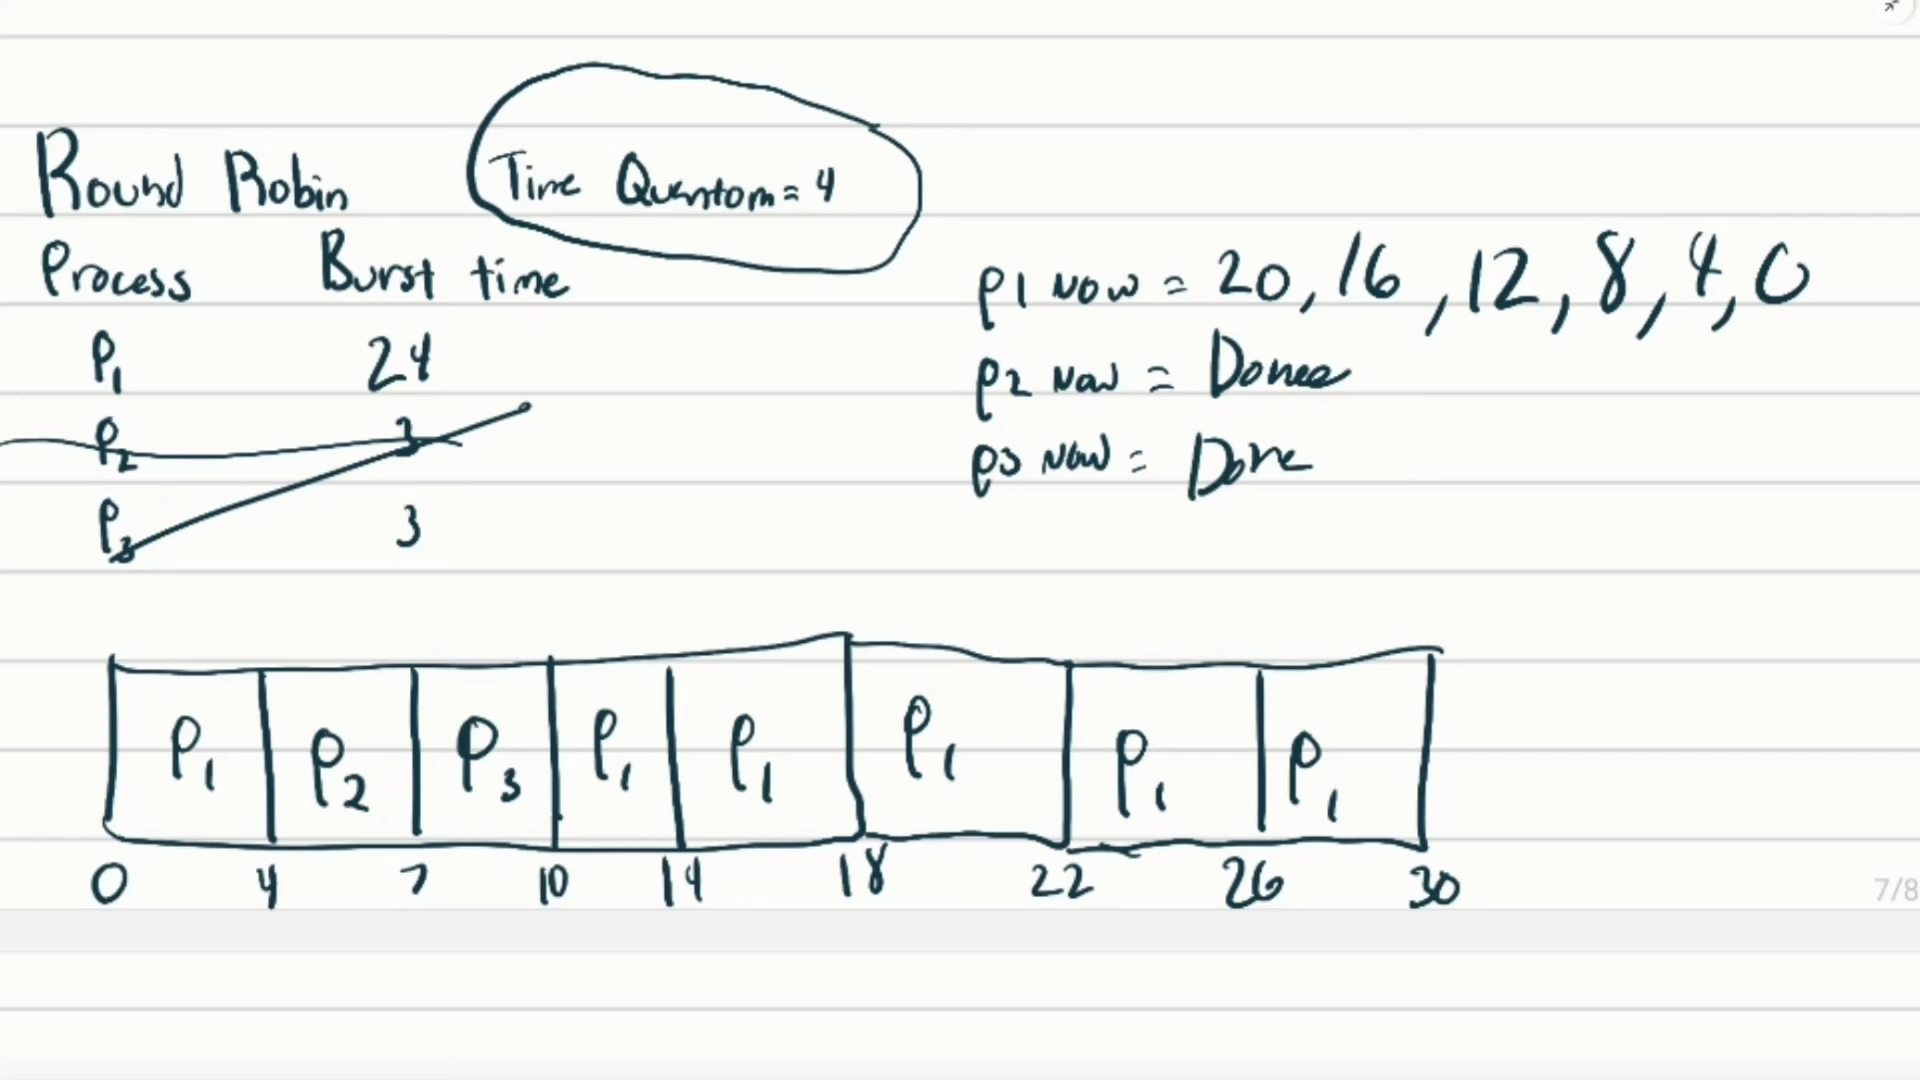 Round Robin Time Quantom = 4
Process Burst time
P1 24
P2 3
P3 3
P1 NOW = 20, 16, 12, 8, 4, 0
P2 NOW = Donee
P3 NOW = Done
P1 P2 P3 P1 P1 P1 P1 P1
0 4 7 10 14 18 22 26 30
7/8